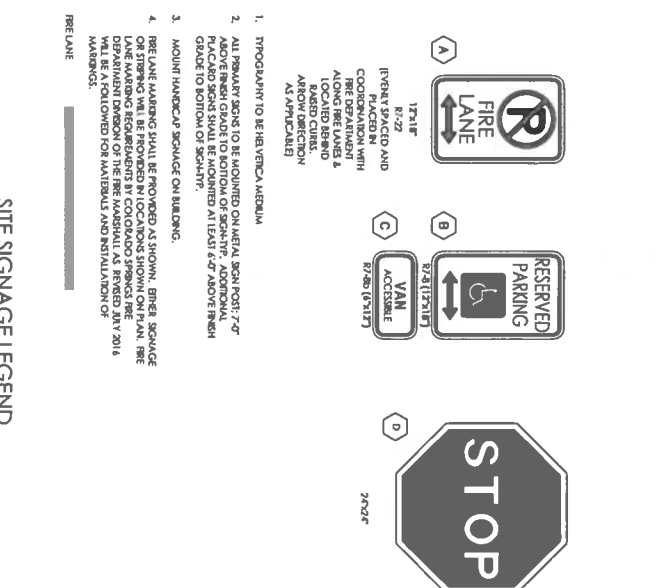 A
P
FIRE
LANE
12"x18"
R7-22
(EVENLY SPACED AND
PLACED IN
COORDINATION WITH
FIRE DEPARTMENT
ALONG FIRE LANES &
LOCATED BEHIND
RAISED CURBS.
ARROW DIRECTION
AS APPLICABLE)
B
RESERVED
PARKING
R7-8 (12"x18")
C
VAN
ACCESSIBLE
R7-8b (6"x12")
D
STOP
24"x24"
1. TYPOGRAPHY TO BE HELVETICA MEDIUM
2. ALL PRIMARY SIGNS TO BE MOUNTED ON METAL SIGN POST: 7'-0"
ABOVE FINISH GRADE TO BOTTOM OF SIGN-TYP. ADDITIONAL
PLACARD SIGNS SHALL BE MOUNTED AT LEAST 6'-0" ABOVE FINISH
GRADE TO BOTTOM OF SIGN-TYP.
3. MOUNT HANDICAP SIGNAGE ON BUILDING.
4. FIRE LANE MARKING SHALL BE PROVIDED AS SHOWN. EITHER SIGNAGE
OR STRIPING WILL BE PROVIDED IN LOCATIONS SHOWN ON PLAN. FIRE
LANE MARKING REQUIREMENTS BY COLORADO SPRINGS FIRE
DEPARTMENT DIVISION OF THE FIRE MARSHALL AS REVISED JULY 2016
WILL BE A FOLLOWED FOR MATERIALS AND INSTALLATION OF
MARKINGS.
FIRE LANE
SITE SIGNAGE LEGEND